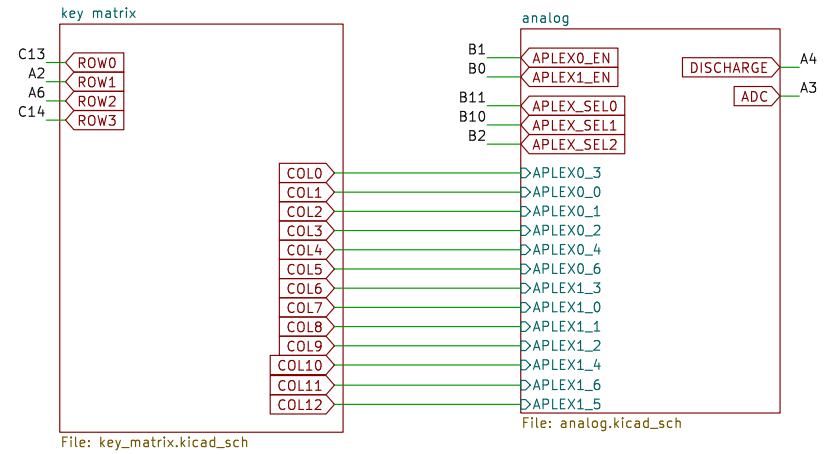 key matrix
C13 ROW0
A2 ROW1
A6 ROW2
C14 ROW3
COL0
COL1
COL2
COL3
COL4
COL5
COL6
COL7
COL8
COL9
COL10
COL11
COL12
File: key_matrix.kicad_sch
analog
B1 APLEX0_EN
B0 APLEX1_EN
B11 APLEX_SEL0
B10 APLEX_SEL1
B2 APLEX_SEL2
DISCHARGE A4
ADC A3
APLEX0_3
APLEX0_0
APLEX0_1
APLEX0_2
APLEX0_4
APLEX0_6
APLEX1_3
APLEX1_0
APLEX1_1
APLEX1_2
APLEX1_4
APLEX1_6
APLEX1_5
File: analog.kicad_sch